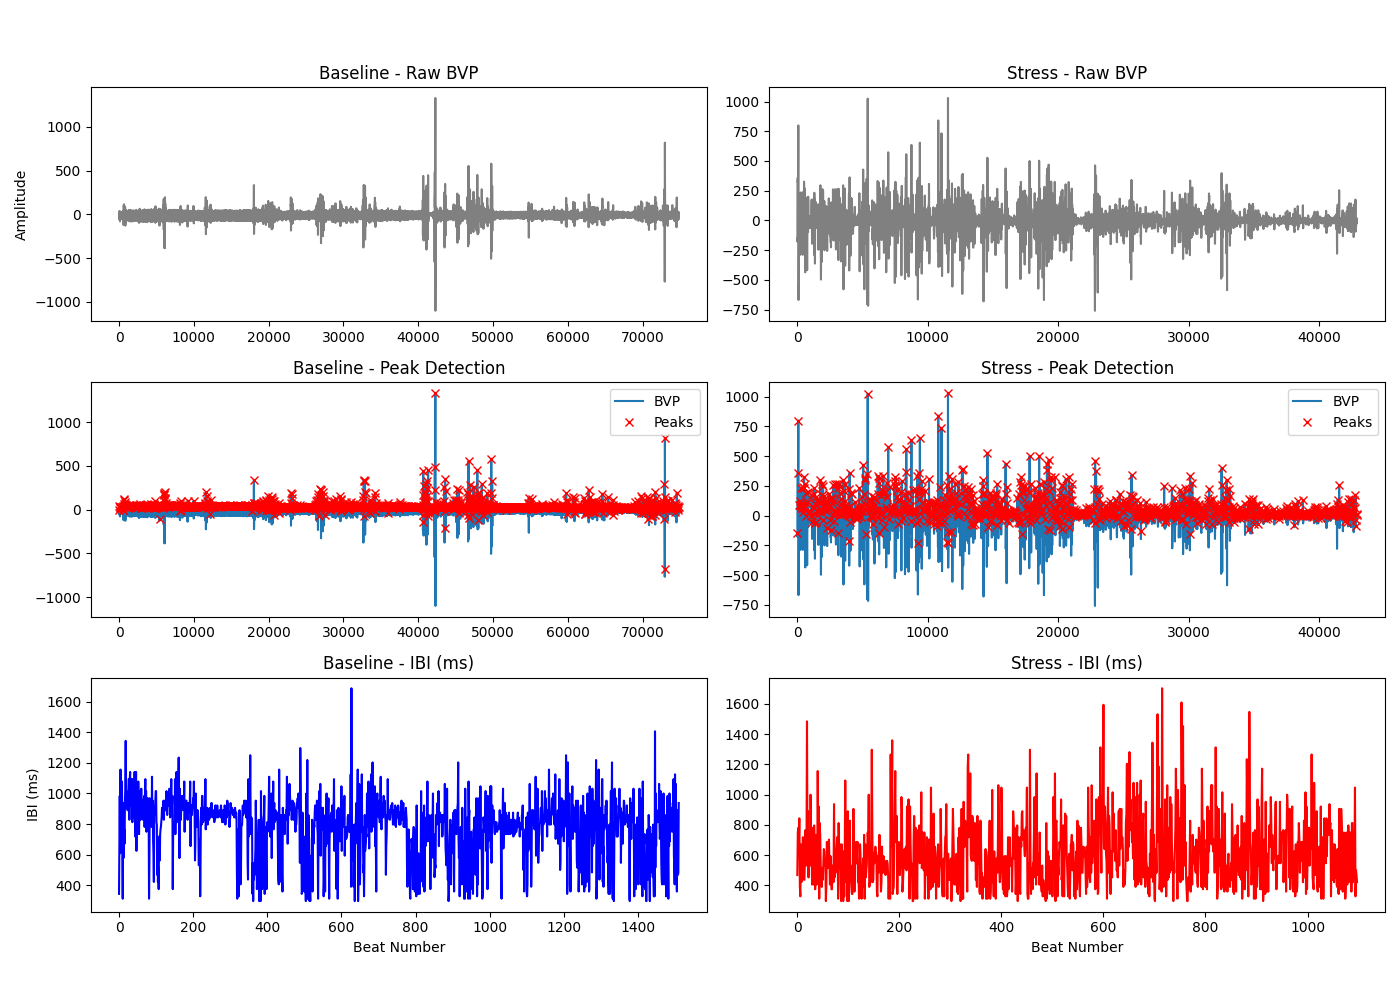 Baseline - Raw BVP
Amplitude
1000
500
0
−500
−1000
0 10000 20000 30000 40000 50000 60000 70000
Stress - Raw BVP
1000
750
500
250
0
−250
−500
−750
0 10000 20000 30000 40000
Baseline - Peak Detection
1000
500
0
−500
−1000
BVP
Peaks
0 10000 20000 30000 40000 50000 60000 70000
Stress - Peak Detection
1000
750
500
250
0
−250
−500
−750
BVP
Peaks
0 10000 20000 30000 40000
Baseline - IBI (ms)
IBI (ms)
1600
1400
1200
1000
800
600
400
0 200 400 600 800 1000 1200 1400
Beat Number
Stress - IBI (ms)
1600
1400
1200
1000
800
600
400
0 200 400 600 800 1000
Beat Number